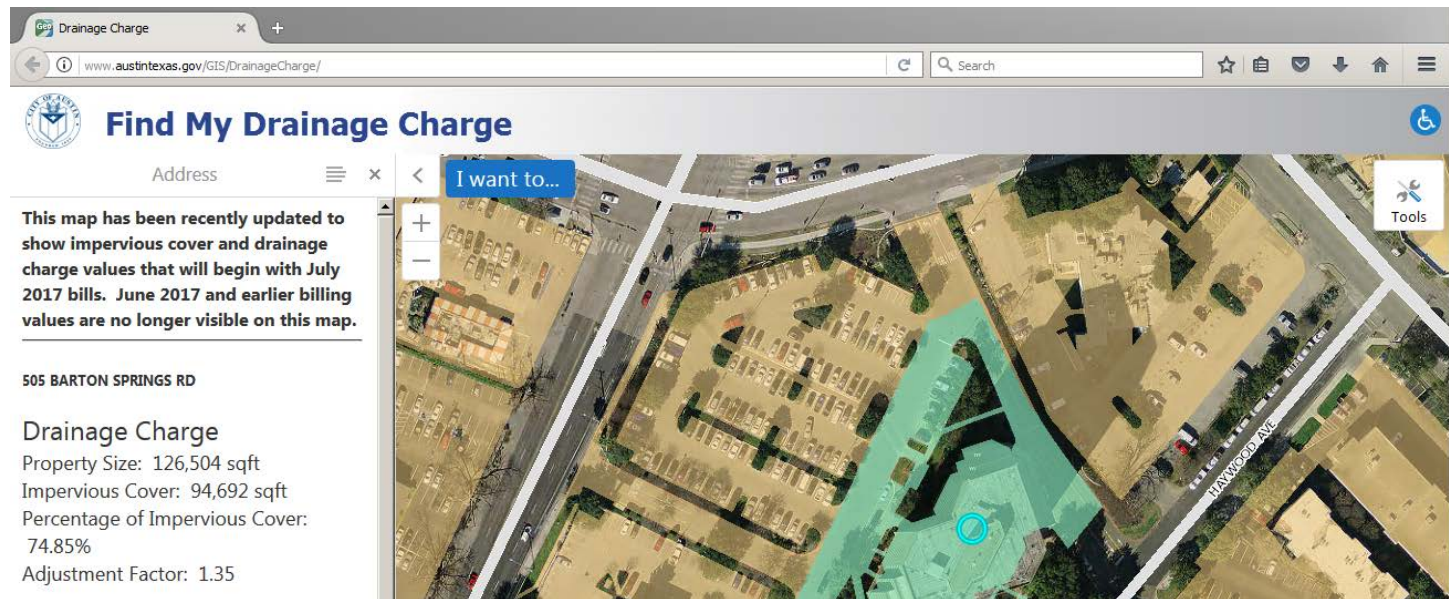 Drainage Charge
www.austintexas.gov/GIS/DrainageCharge/
Search
CITY OF AUSTIN
Find My Drainage Charge
Address
I want to...
Tools
This map has been recently updated to
show impervious cover and drainage
charge values that will begin with July
2017 bills.  June 2017 and earlier billing
values are no longer visible on this map.
505 BARTON SPRINGS RD
Drainage Charge
Property Size:  126,504 sqft
Impervious Cover:  94,692 sqft
Percentage of Impervious Cover:
74.85%
Adjustment Factor:  1.35
HAYWOOD AVE